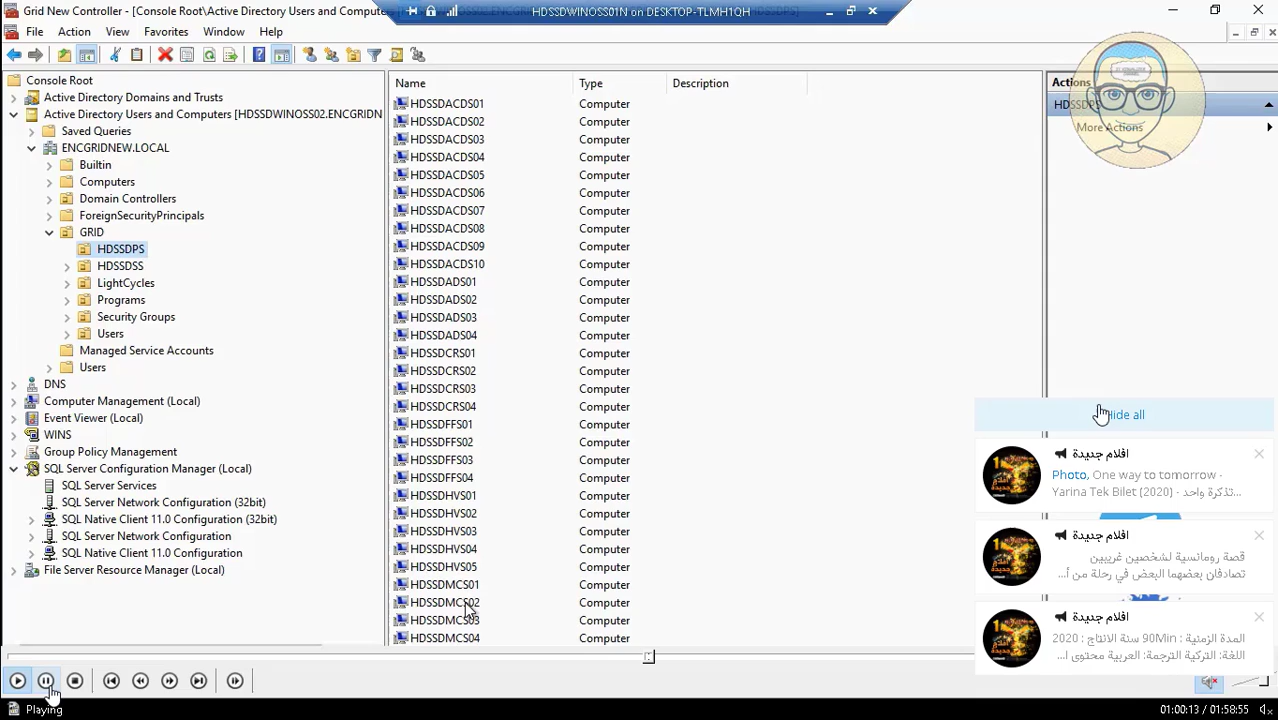 Grid New Controller - [Console Root\Active Directory Users and Compute
HDSSDWINOSS01N on DESKTOP-TLMH1QH
File Action View Favorites Window Help
Console Root
Active Directory Domains and Trusts
Active Directory Users and Computers [HDSSDWINOSS02.ENCGRIDN
Saved Queries
ENCGRIDNEW.LOCAL
Builtin
Computers
Domain Controllers
ForeignSecurityPrincipals
GRID
HDSSDPS
HDSSDSS
LightCycles
Programs
Security Groups
Users
Managed Service Accounts
Users
DNS
Computer Management (Local)
Event Viewer (Local)
WINS
Group Policy Management
SQL Server Configuration Manager (Local)
SQL Server Services
SQL Server Network Configuration (32bit)
SQL Native Client 11.0 Configuration (32bit)
SQL Server Network Configuration
SQL Native Client 11.0 Configuration
File Server Resource Manager (Local)
Name Type Description
HDSSDACDS01 Computer
HDSSDACDS02 Computer
HDSSDACDS03 Computer
HDSSDACDS04 Computer
HDSSDACDS05 Computer
HDSSDACDS06 Computer
HDSSDACDS07 Computer
HDSSDACDS08 Computer
HDSSDACDS09 Computer
HDSSDACDS10 Computer
HDSSDADS01 Computer
HDSSDADS02 Computer
HDSSDADS03 Computer
HDSSDADS04 Computer
HDSSDCRS01 Computer
HDSSDCRS02 Computer
HDSSDCRS03 Computer
HDSSDCRS04 Computer
HDSSDFFS01 Computer
HDSSDFFS02 Computer
HDSSDFFS03 Computer
HDSSDFFS04 Computer
HDSSDHVS01 Computer
HDSSDHVS02 Computer
HDSSDHVS03 Computer
HDSSDHVS04 Computer
HDSSDHVS05 Computer
HDSSDMCS01 Computer
HDSSDMCS02 Computer
HDSSDMCS03 Computer
HDSSDMCS04 Computer
Actions
HDSSDPS
More Actions
Hide all
افلام جديدة
Photo, One way to tomorrow -
Yarina Tek Bilet (2020) - تذكرة واحد...
افلام جديدة
قصة رومانسية لشخصين غريبين
تصادفان بعضهما البعض في رحلة من أ...
افلام جديدة
المدة الزمنية : 90Min سنة الانتاج : 2020
اللغة: التركية الترجمة: العربية محتوى ا...
Playing
01:00:13 / 01:58:55